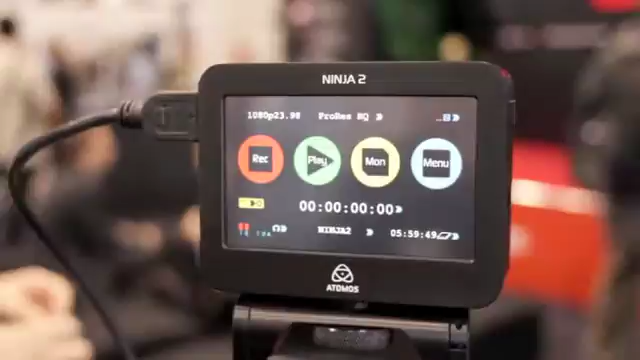 NINJA 2
1080p23.98 ProRes HQ
Rec Play Mon Menu
00:00:00:00
NINJA2 05:59:49
ATOMOS